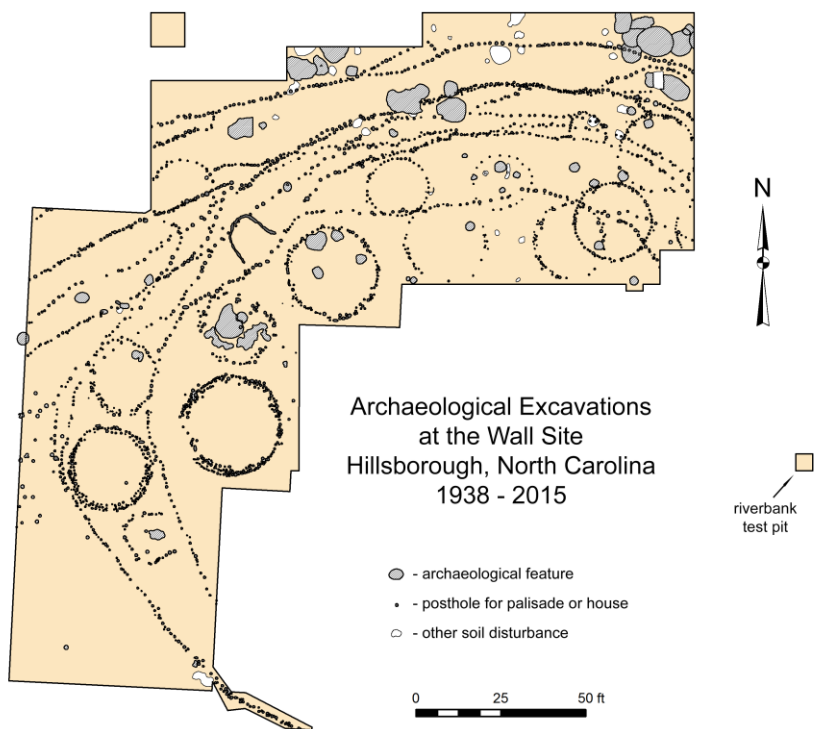 N
Archaeological Excavations
at the Wall Site
Hillsborough, North Carolina
1938 - 2015
riverbank
test pit
- archaeological feature
- posthole for palisade or house
- other soil disturbance
0 25 50 ft